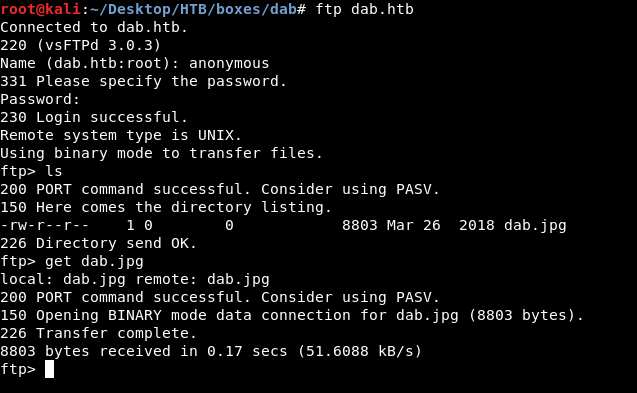 root@kali:~/Desktop/HTB/boxes/dab# ftp dab.htb
Connected to dab.htb.
220 (vsFTPd 3.0.3)
Name (dab.htb:root): anonymous
331 Please specify the password.
Password:
230 Login successful.
Remote system type is UNIX.
Using binary mode to transfer files.
ftp> ls
200 PORT command successful. Consider using PASV.
150 Here comes the directory listing.
-rw-r--r--    1 0        0            8803 Mar 26  2018 dab.jpg
226 Directory send OK.
ftp> get dab.jpg
local: dab.jpg remote: dab.jpg
200 PORT command successful. Consider using PASV.
150 Opening BINARY mode data connection for dab.jpg (8803 bytes).
226 Transfer complete.
8803 bytes received in 0.17 secs (51.6088 kB/s)
ftp>